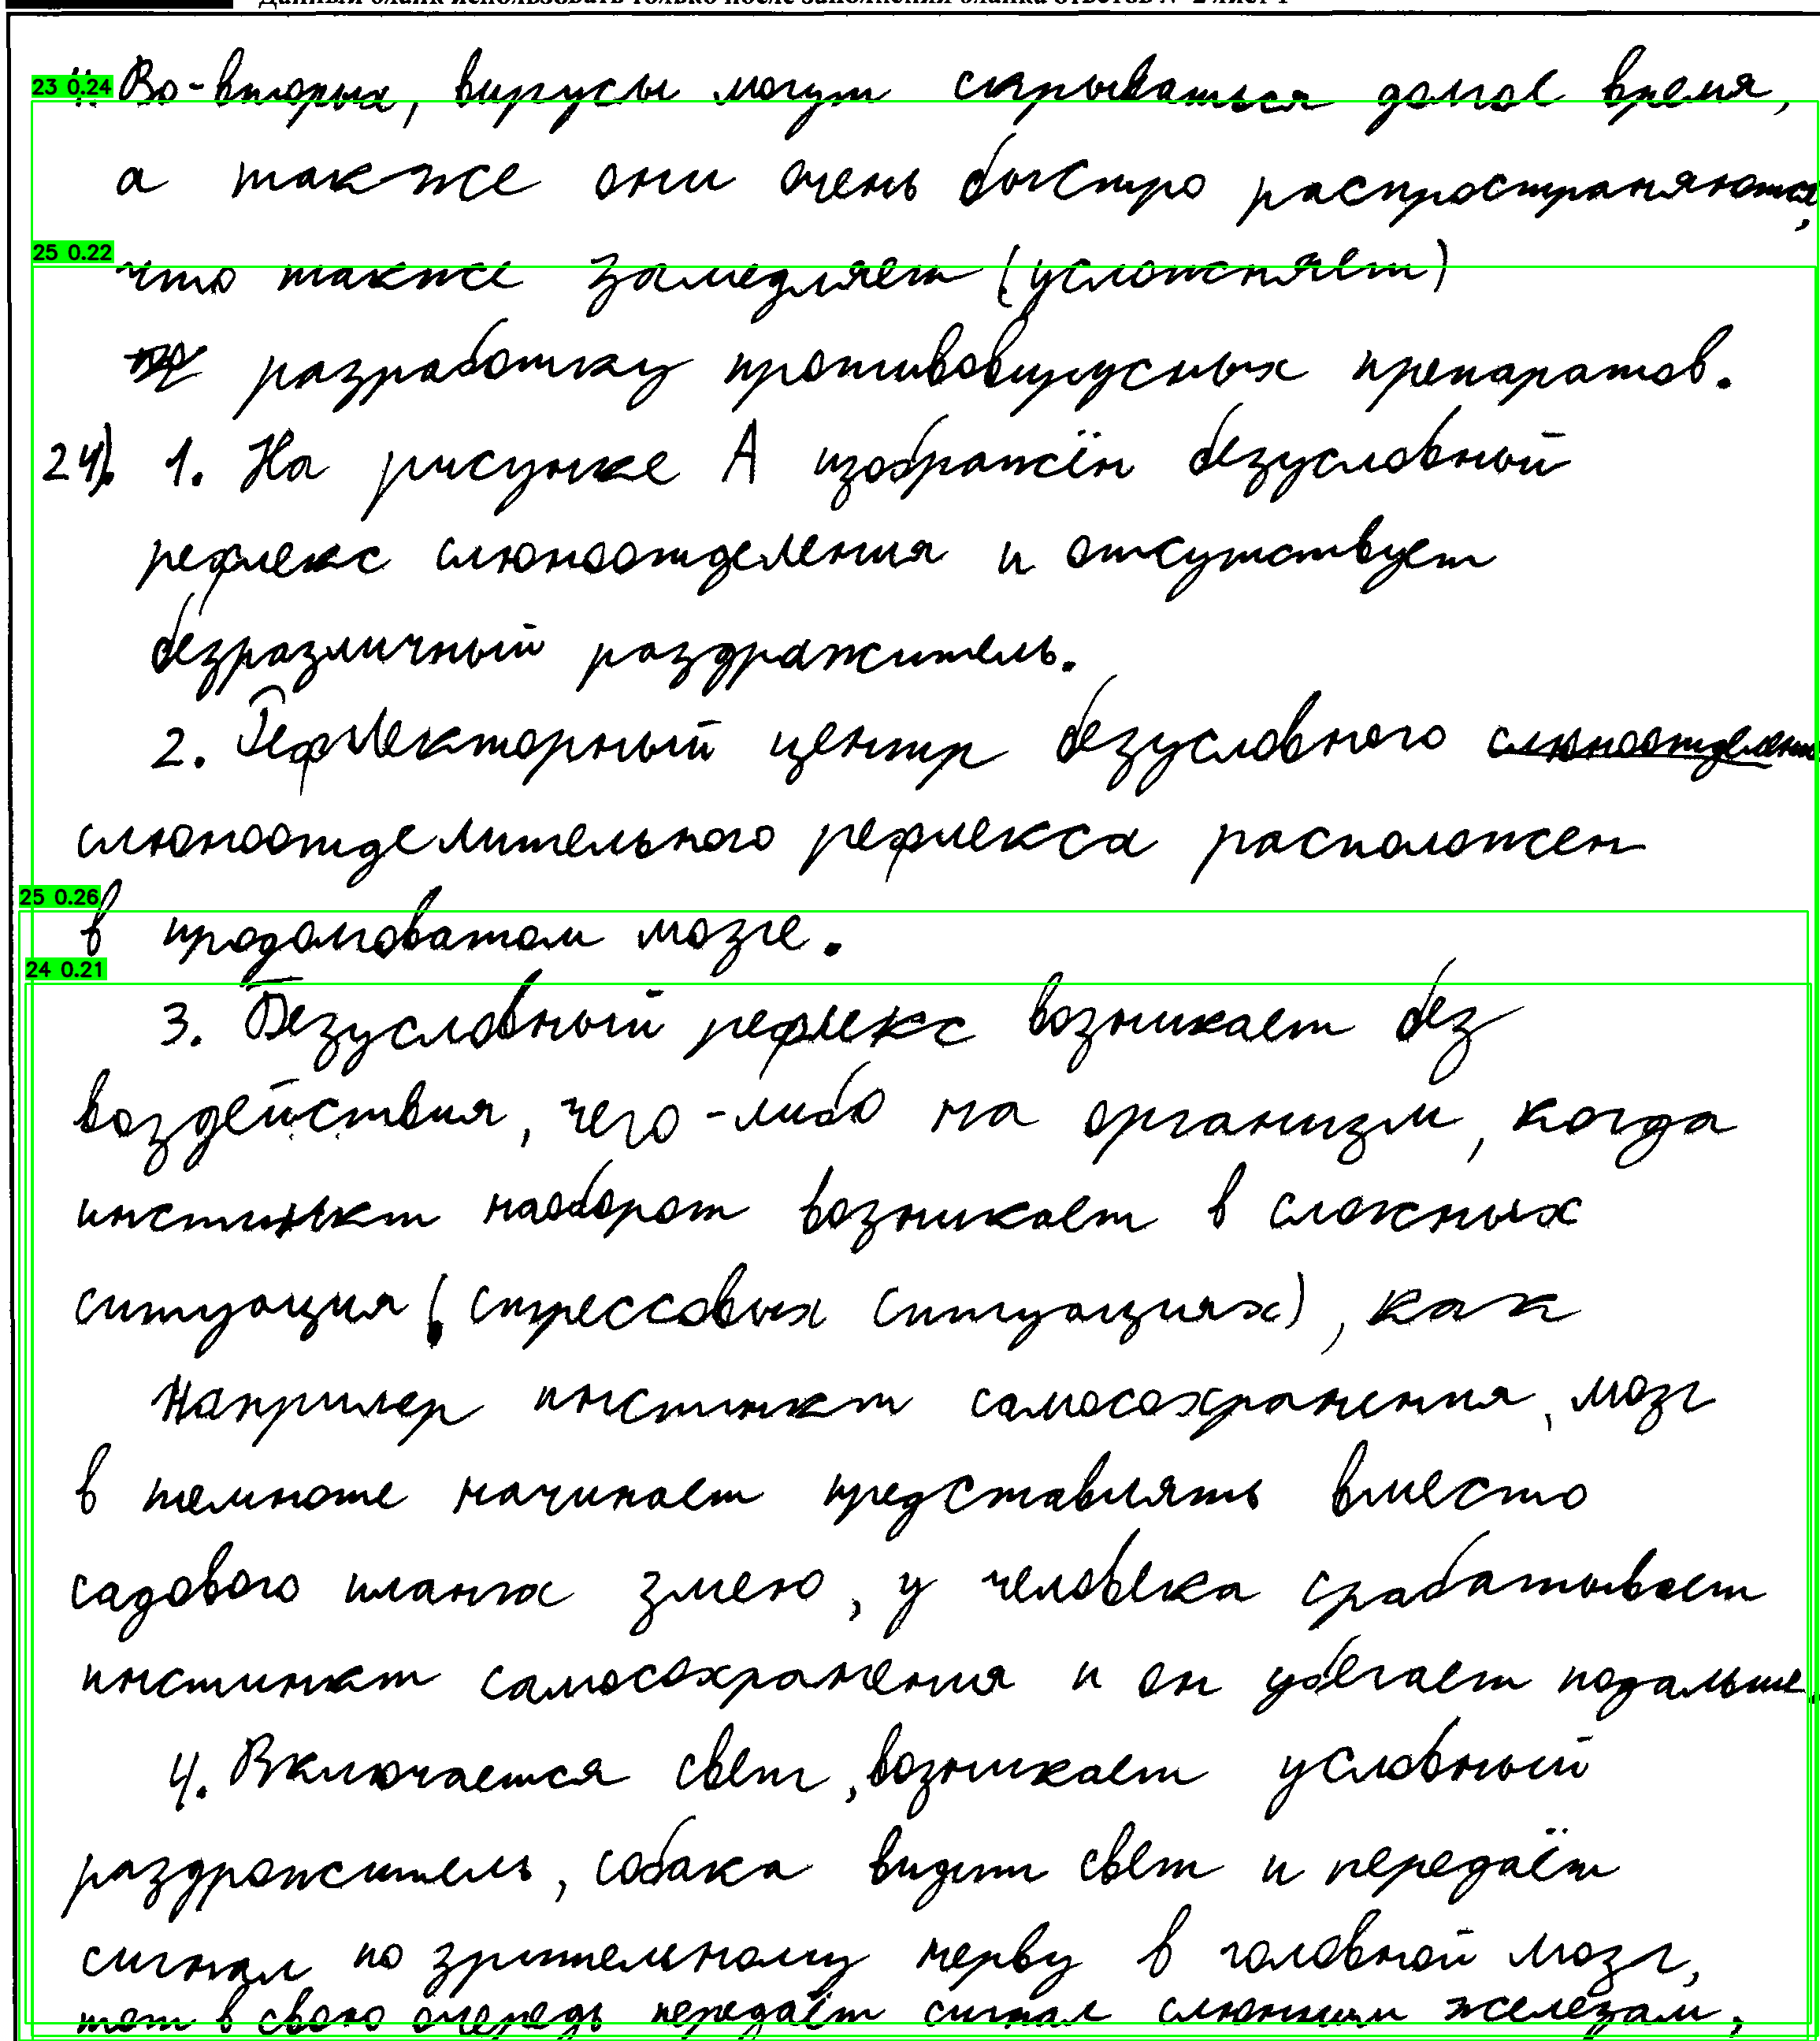 Данный бланк использовать только после заполнения бланка ответов № 2 лист 1
23 0.24
Во-вторых, вирусы могут скрываться долгое время,
а также они очень быстро распространяются,
25 0.22
что также замедляет (усложняет)
разработку противовирусных препаратов.
24). 1. На рисунке А изображён безусловный
рефлекс слюноотделения и отсутствует
безразличный раздражитель.
2. Рефлекторный центр безусловного слюноотделени
слюноотделительного рефлекса расположен
25 0.26
в продолговатом мозге.
24 0.21
3. Безусловный рефлекс возникает без
воздействия, чего-либо на организм, когда
инстинкт наоборот возникает в сложных
ситуация (стрессовых ситуациях), как
Например инстинкт самосохранения, мозг
в темноте начинает представлять вместо
садового шланга змею, у человека срабатывает
инстинкт самосохранения и он убегает подальше.
4. Включается свет, возникает условный
раздражитель, собака видит свет и передаёт
сигнал по зрительному нерву в головной мозг,
тот в свою очередь передаёт сигнал слюнным железам,